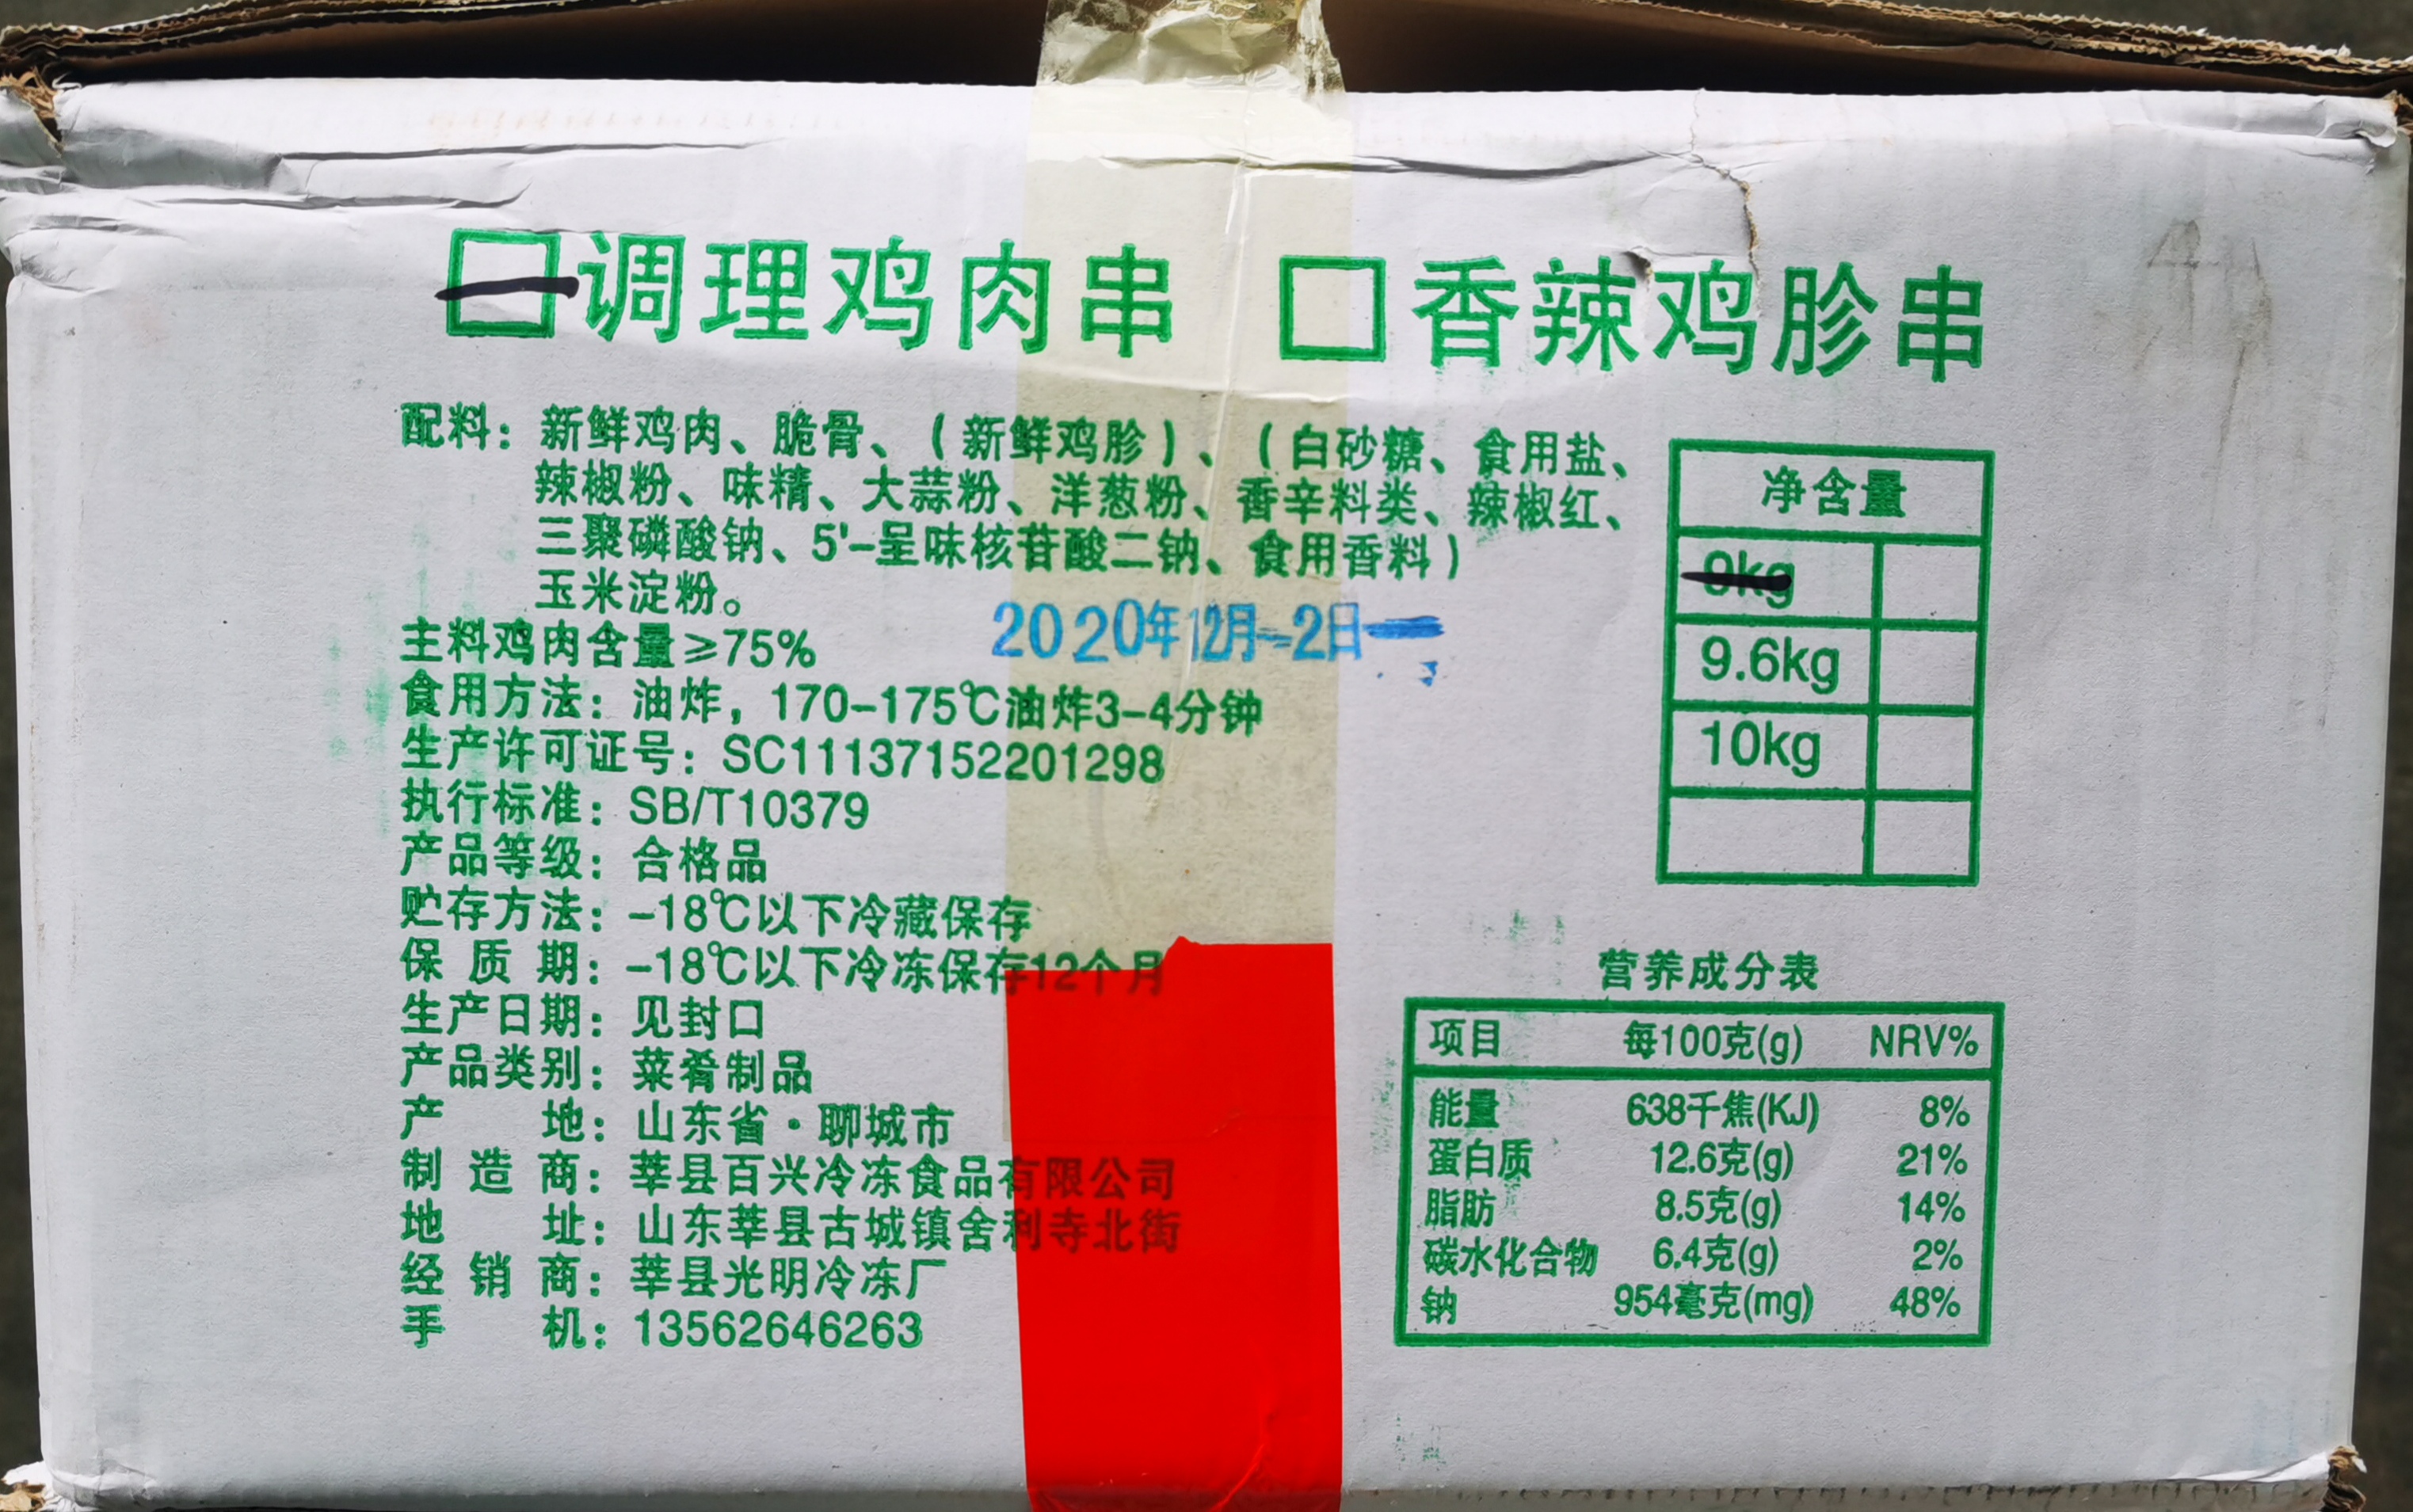 □调理鸡肉串 □香辣鸡胗串
配料：新鲜鸡肉、脆骨、（新鲜鸡胗）、（白砂糖、食用盐、
辣椒粉、味精、大蒜粉、洋葱粉、香辛料类、辣椒红、
三聚磷酸钠、5'-呈味核苷酸二钠、食用香料）
玉米淀粉。
2020年12月-2日
主料鸡肉含量≥75%
食用方法：油炸，170-175℃油炸3-4分钟
生产许可证号：SC11137152201298
执行标准：SB/T10379
产品等级：合格品
贮存方法：-18℃以下冷藏保存
保质期：-18℃以下冷冻保存12个月
生产日期：见封口
产品类别：菜肴制品
产地：山东省·聊城市
制造商：莘县百兴冷冻食品有限公司
地址：山东莘县古城镇舍利寺北街
经销商：莘县光明冷冻厂
手机：13562646263
净含量
9kg
9.6kg
10kg
营养成分表
项目 每100克(g) NRV%
能量 638千焦(KJ) 8%
蛋白质 12.6克(g) 21%
脂肪 8.5克(g) 14%
碳水化合物 6.4克(g) 2%
钠 954毫克(mg) 48%